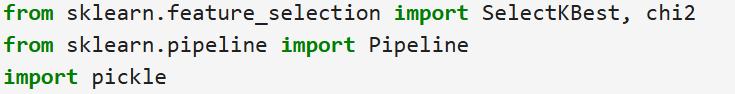 from sklearn.feature_selection import SelectKBest, chi2
from sklearn.pipeline import Pipeline
import pickle